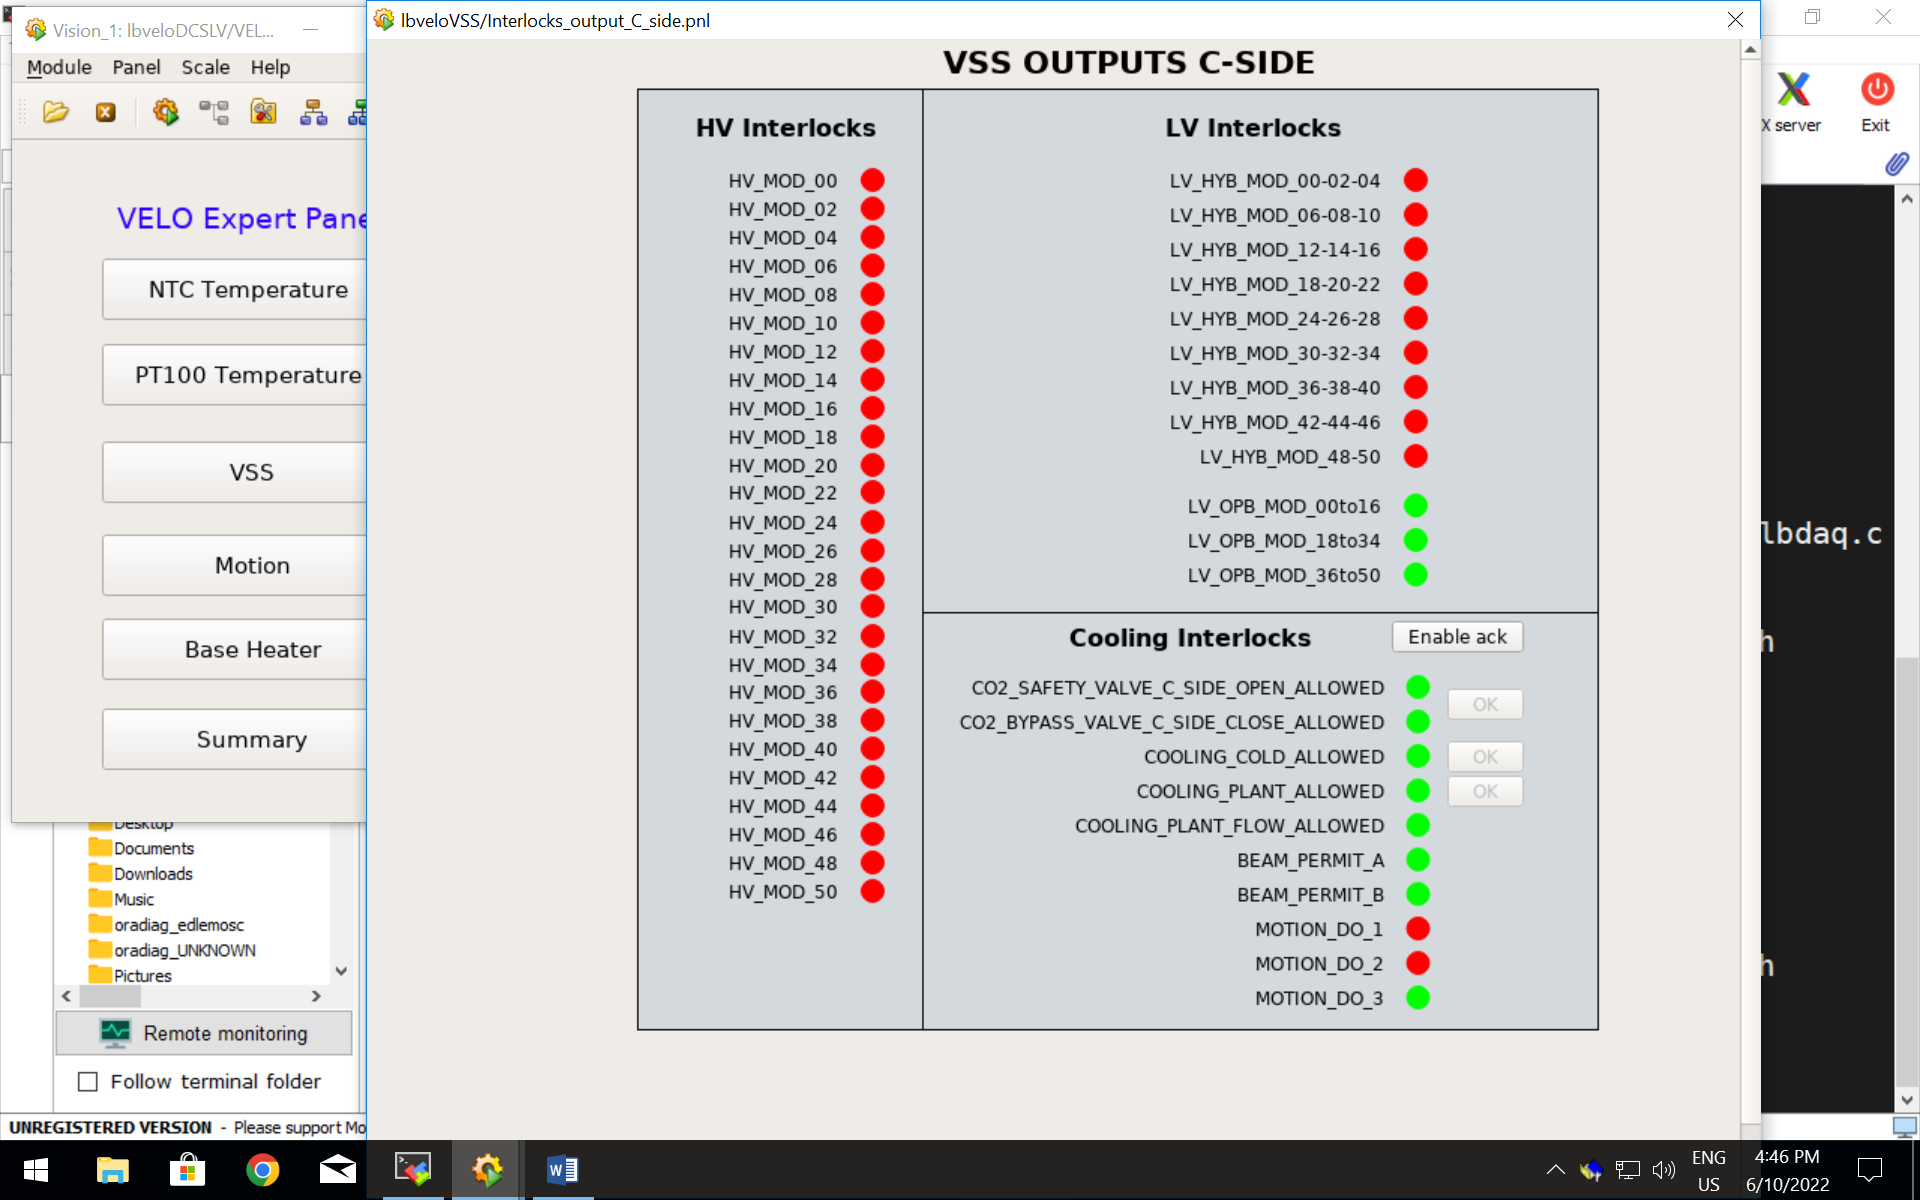 Vision_1: lbveloDCSLV/VEL...
Module Panel Scale Help
VELO Expert Pane
NTC Temperature
PT100 Temperature
VSS
Motion
Base Heater
Summary
Desktop
Documents
Downloads
Music
oradiag_edlemosc
oradiag_UNKNOWN
Pictures
Remote monitoring
Follow terminal folder
UNREGISTERED VERSION - Please support Mo
lbveloVSS/Interlocks_output_C_side.pnl
VSS OUTPUTS C-SIDE
HV Interlocks
HV_MOD_00
HV_MOD_02
HV_MOD_04
HV_MOD_06
HV_MOD_08
HV_MOD_10
HV_MOD_12
HV_MOD_14
HV_MOD_16
HV_MOD_18
HV_MOD_20
HV_MOD_22
HV_MOD_24
HV_MOD_26
HV_MOD_28
HV_MOD_30
HV_MOD_32
HV_MOD_34
HV_MOD_36
HV_MOD_38
HV_MOD_40
HV_MOD_42
HV_MOD_44
HV_MOD_46
HV_MOD_48
HV_MOD_50
LV Interlocks
LV_HYB_MOD_00-02-04
LV_HYB_MOD_06-08-10
LV_HYB_MOD_12-14-16
LV_HYB_MOD_18-20-22
LV_HYB_MOD_24-26-28
LV_HYB_MOD_30-32-34
LV_HYB_MOD_36-38-40
LV_HYB_MOD_42-44-46
LV_HYB_MOD_48-50
LV_OPB_MOD_00to16
LV_OPB_MOD_18to34
LV_OPB_MOD_36to50
Cooling Interlocks Enable ack
CO2_SAFETY_VALVE_C_SIDE_OPEN_ALLOWED
OK
CO2_BYPASS_VALVE_C_SIDE_CLOSE_ALLOWED
COOLING_COLD_ALLOWED OK
COOLING_PLANT_ALLOWED OK
COOLING_PLANT_FLOW_ALLOWED
BEAM_PERMIT_A
BEAM_PERMIT_B
MOTION_DO_1
MOTION_DO_2
MOTION_DO_3
X server Exit
lbdaq.c
h
h
ENG
US
4:46 PM
6/10/2022